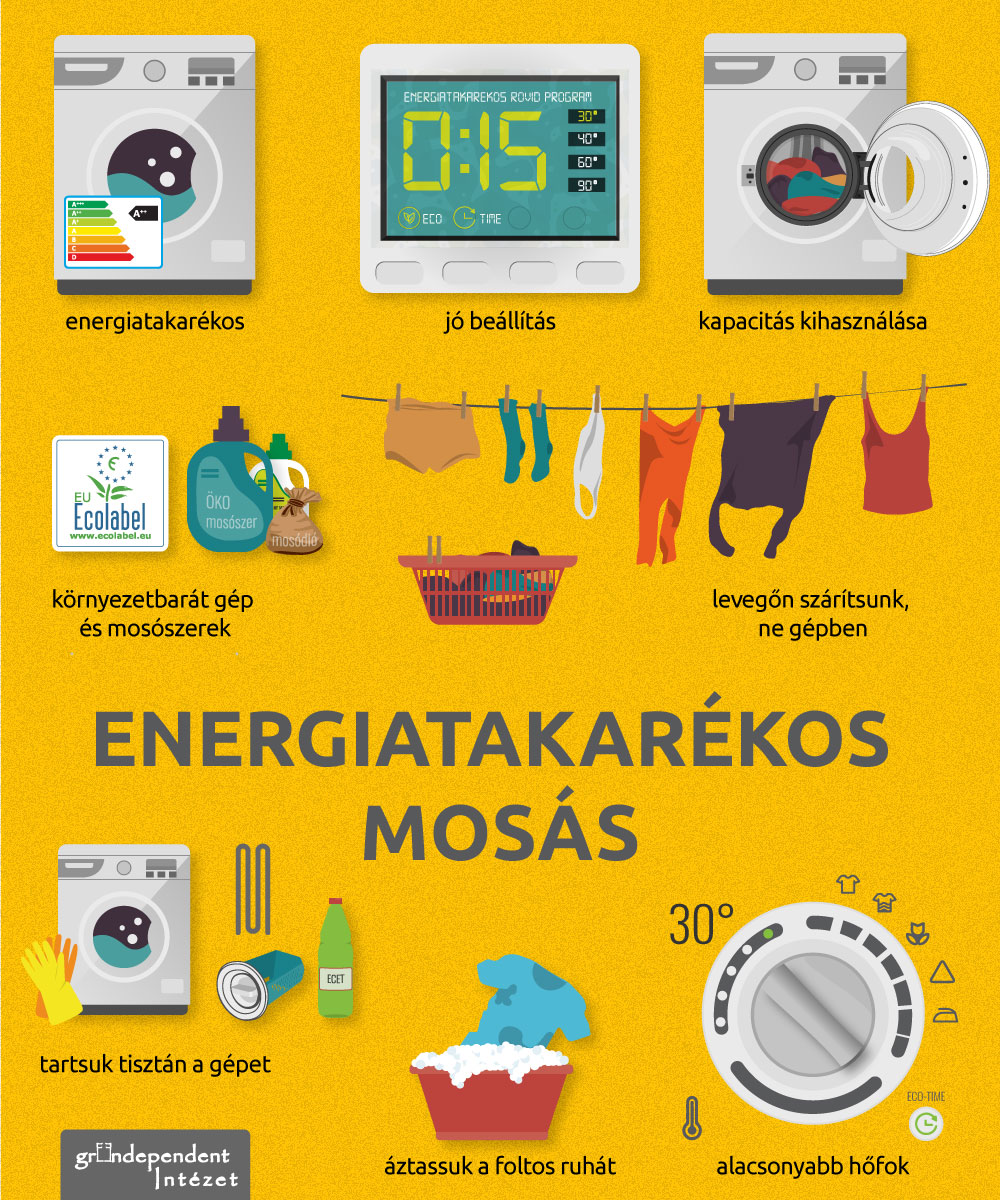 A+++
A++
A+
A
B
C
D
A++
ENERGIATAKAREKOS ROVID PROGRAM
0:15
30°
40°
60°
90°
ECO
TIME
energiatakarékos
jó beállítás
kapacitás kihasználása
EU
Ecolabel
www.ecolabel.eu
ÖKO
mosószer
mosódió
környezetbarát gép
és mosószerek
levegőn szárítsunk,
ne gépben
ENERGIATAKARÉKOS
MOSÁS
ECET
30°
tartsuk tisztán a gépet
ECO-TIME
áztassuk a foltos ruhát
alacsonyabb hőfok
greendependent
Intézet